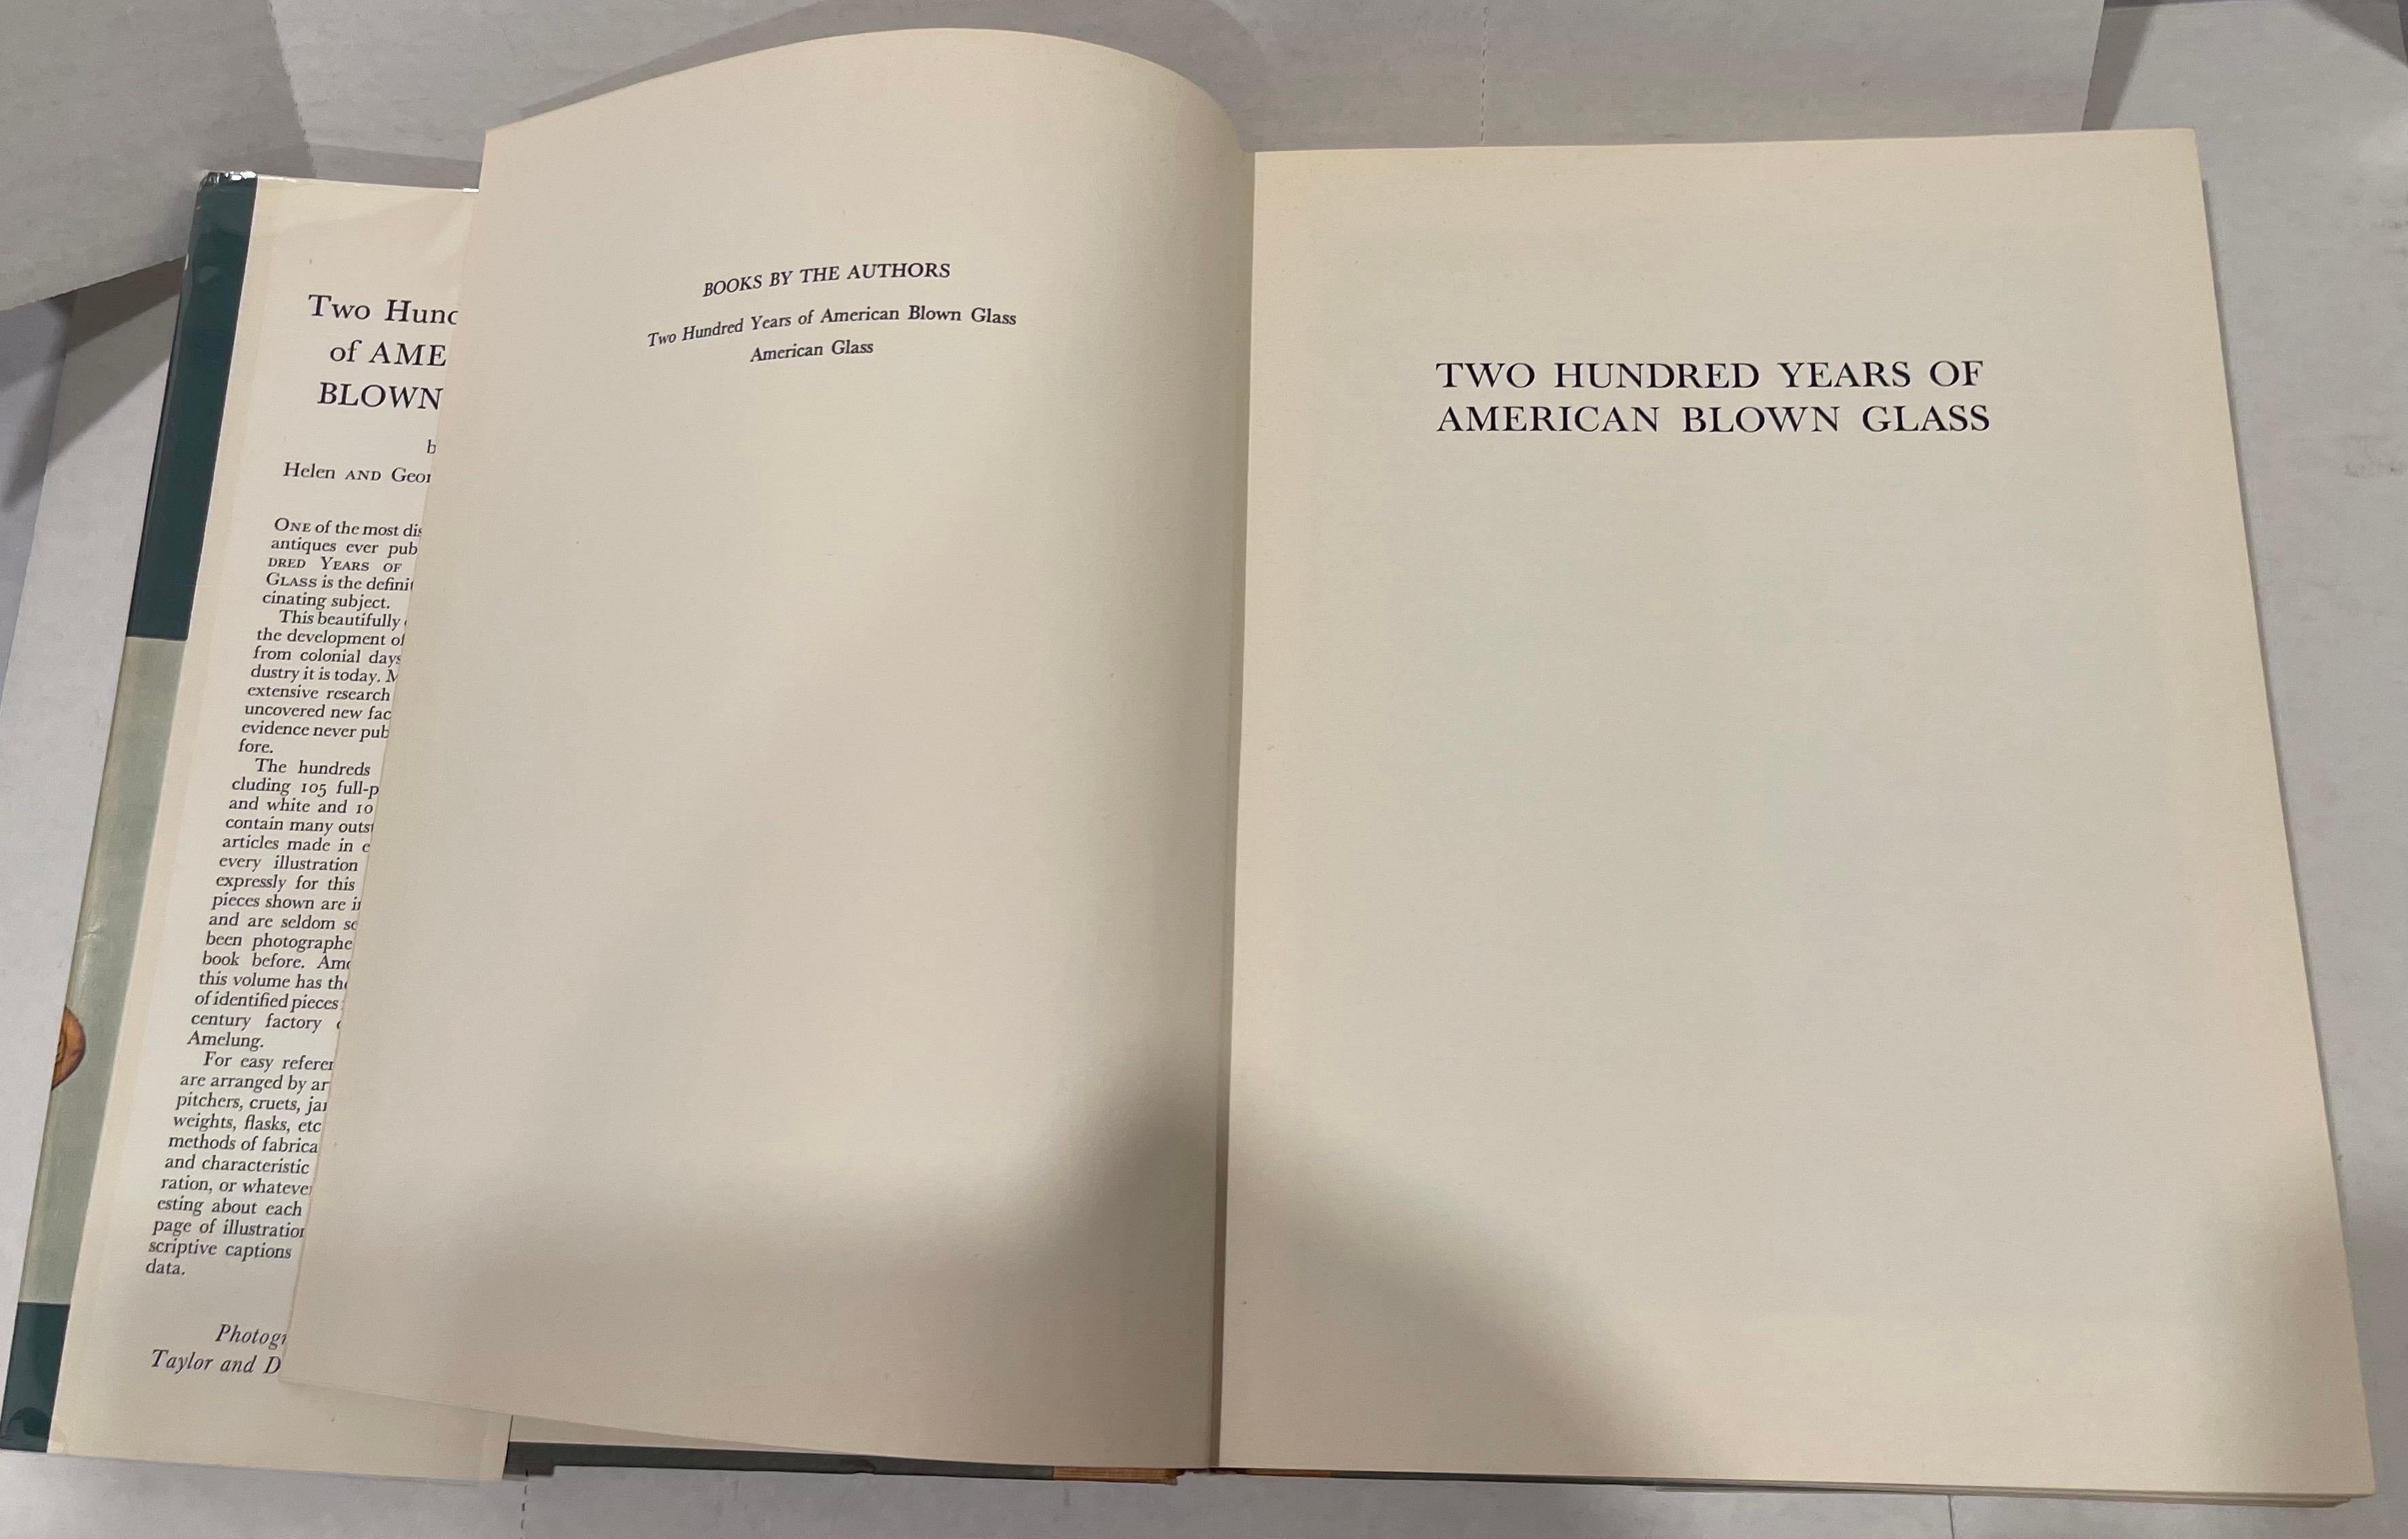 Two Hund
of AME
BLOWN
b
Helen AND Geor
ONE of the most dis
antiques ever pub
DRED YEARS OF
GLASS is the definit
cinating subject.
This beautifully
the development of
from colonial days
dustry it is today. M
extensive research
uncovered new fac
evidence never pub
fore.
The hundreds
cluding 105 full-p
and white and 10
contain many outst
articles made in e
every illustration
expressly for this
pieces shown are i
and are seldom se
been photographe
book before. Amo
this volume has the
of identified pieces
century factory
Amelung.
For easy referen
are arranged by ar
pitchers, cruets, jar
weights, flasks, etc
methods of fabrica
and characteristic
ration, or whatever
esting about each
page of illustration
scriptive captions
data.
Photogr
Taylor and D
BOOKS BY THE AUTHORS
Two Hundred Years of American Blown Glass
American Glass
TWO HUNDRED YEARS OF
AMERICAN BLOWN GLASS